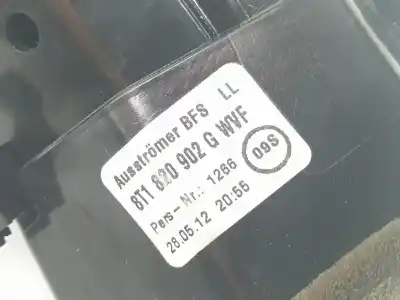 Ausströmer BFS LL
8T1 820 902 G WVF
Pers-Nr.: 1266
28.05.12 20:55
09S